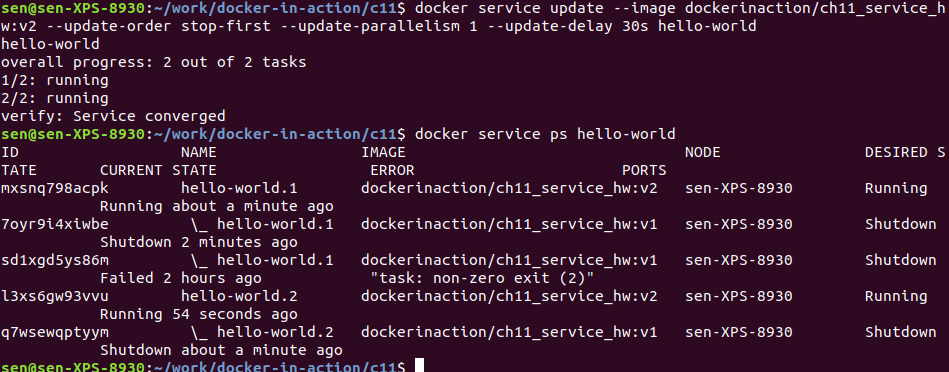 sen@sen-XPS-8930:~/work/docker-in-action/c11$ docker service update --image dockerinaction/ch11_service_h
w:v2 --update-order stop-first --update-parallelism 1 --update-delay 30s hello-world
hello-world
overall progress: 2 out of 2 tasks
1/2: running
2/2: running
verify: Service converged
sen@sen-XPS-8930:~/work/docker-in-action/c11$ docker service ps hello-world
ID                  NAME                IMAGE                               NODE                DESIRED S
TATE       CURRENT STATE                 ERROR                       PORTS
mxsnq798acpk        hello-world.1       dockerinaction/ch11_service_hw:v2   sen-XPS-8930        Running
           Running about a minute ago
7oyr9i4xiwbe         \_ hello-world.1   dockerinaction/ch11_service_hw:v1   sen-XPS-8930        Shutdown
           Shutdown 2 minutes ago
sd1xgd5ys86m         \_ hello-world.1   dockerinaction/ch11_service_hw:v1   sen-XPS-8930        Shutdown
           Failed 2 hours ago            "task: non-zero exit (2)"
l3xs6gw93vvu        hello-world.2       dockerinaction/ch11_service_hw:v2   sen-XPS-8930        Running
           Running 54 seconds ago
q7wsewqptyym         \_ hello-world.2   dockerinaction/ch11_service_hw:v1   sen-XPS-8930        Shutdown
           Shutdown about a minute ago
sen@sen-XPS-8930:~/work/docker-in-action/c11$